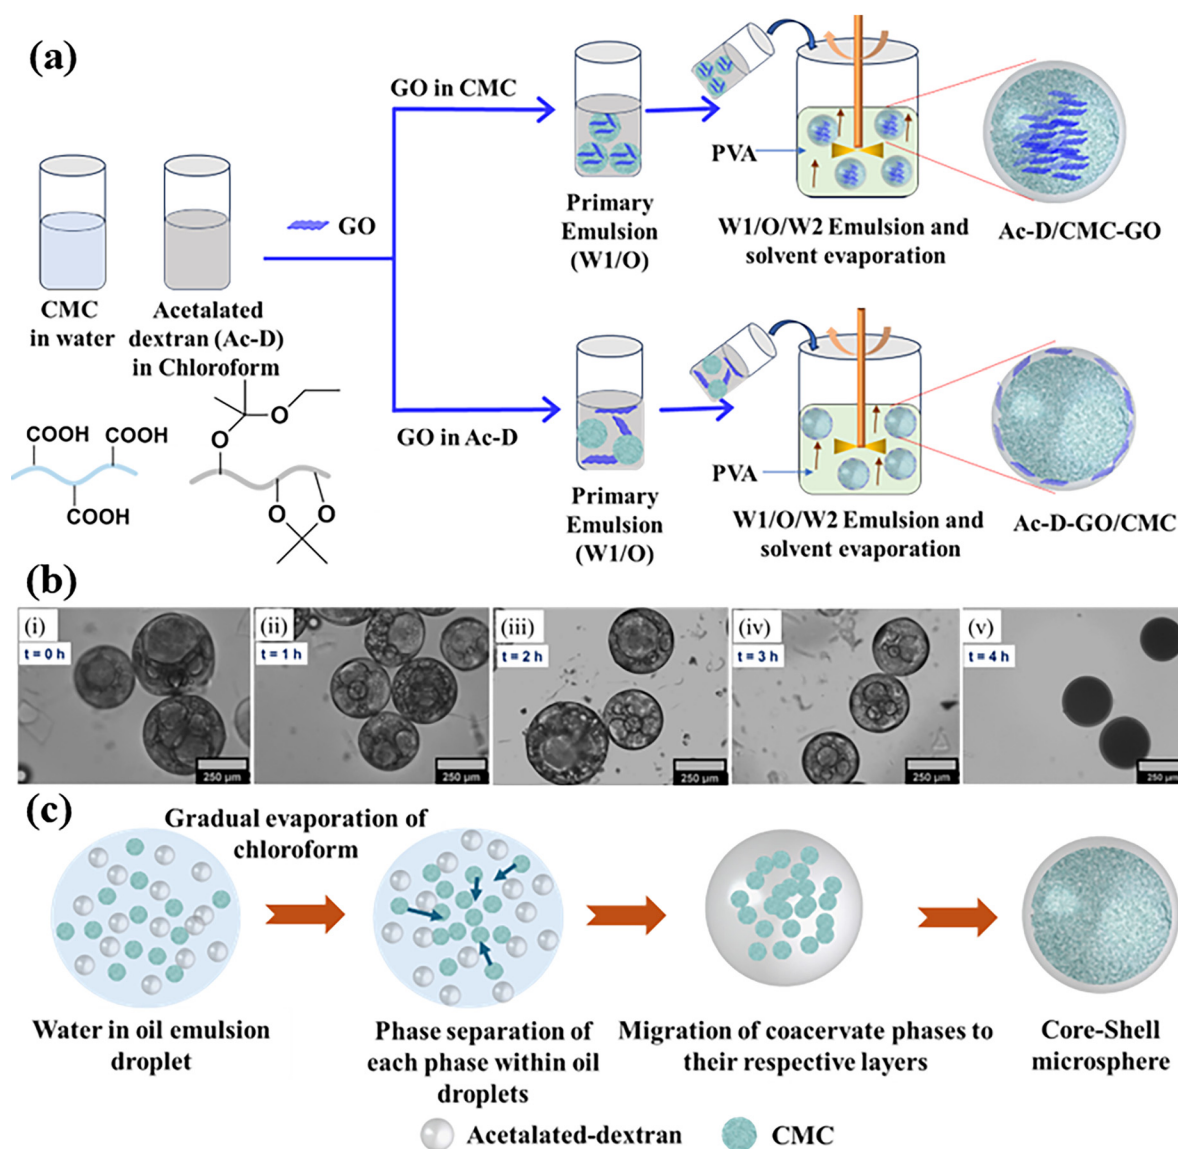 (a)
GO in CMC
PVA
Primary
Emulsion
(W1/O)
W1/O/W2 Emulsion and
solvent evaporation
Ac-D/CMC-GO
GO
CMC
in water
Acetalated
dextran (Ac-D)
in Chloroform
GO in Ac-D
PVA
Primary
Emulsion
(W1/O)
W1/O/W2 Emulsion and
solvent evaporation
Ac-D-GO/CMC
COOH
COOH
COOH
O
O
O
O
(b)
(i)
t = 0 h
250 µm
(ii)
t = 1 h
250 µm
(iii)
t = 2 h
250 µm
(iv)
t = 3 h
250 µm
(v)
t = 4 h
250 µm
(c)
Gradual evaporation of
chloroform
Water in oil emulsion
droplet
Phase separation of
each phase within oil
droplets
Migration of coacervate phases to
their respective layers
Core-Shell
microsphere
Acetalated-dextran
CMC